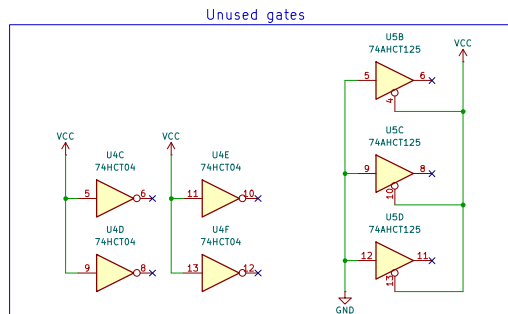 Unused gates
U5B
74AHCT125
VCC
5
6
4
U5C
74AHCT125
9
8
10
VCC
VCC
U4C
74HCT04
5
6
U4E
74HCT04
11
10
U4D
74HCT04
9
8
U4F
74HCT04
13
12
U5D
74AHCT125
12
11
13
GND